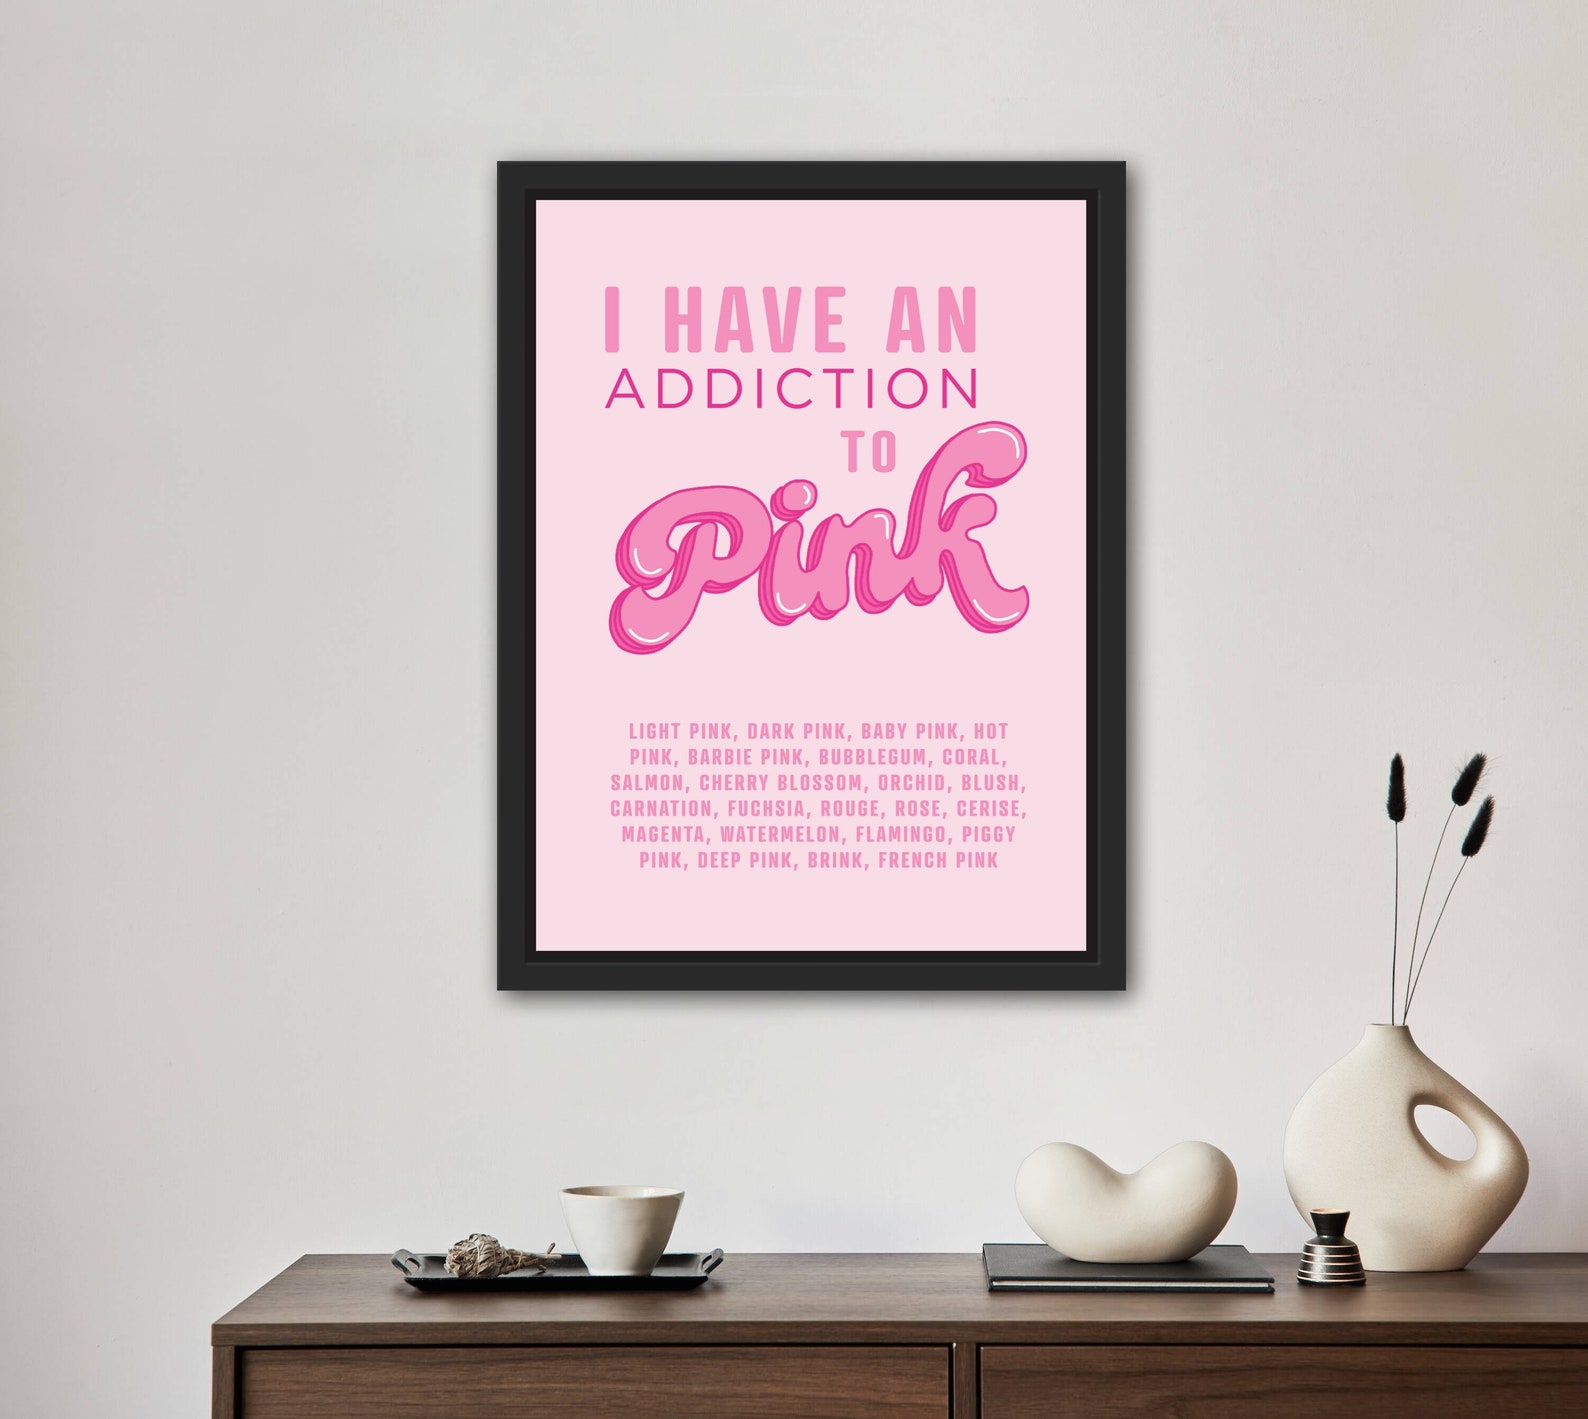 I HAVE AN
ADDICTION
TO
Pink
LIGHT PINK, DARK PINK, BABY PINK, HOT
PINK, BARBIE PINK, BUBBLEGUM, CORAL,
SALMON, CHERRY BLOSSOM, ORCHID, BLUSH,
CARNATION, FUCHSIA, ROUGE, ROSE, CERISE,
MAGENTA, WATERMELON, FLAMINGO, PIGGY
PINK, DEEP PINK, BRINK, FRENCH PINK